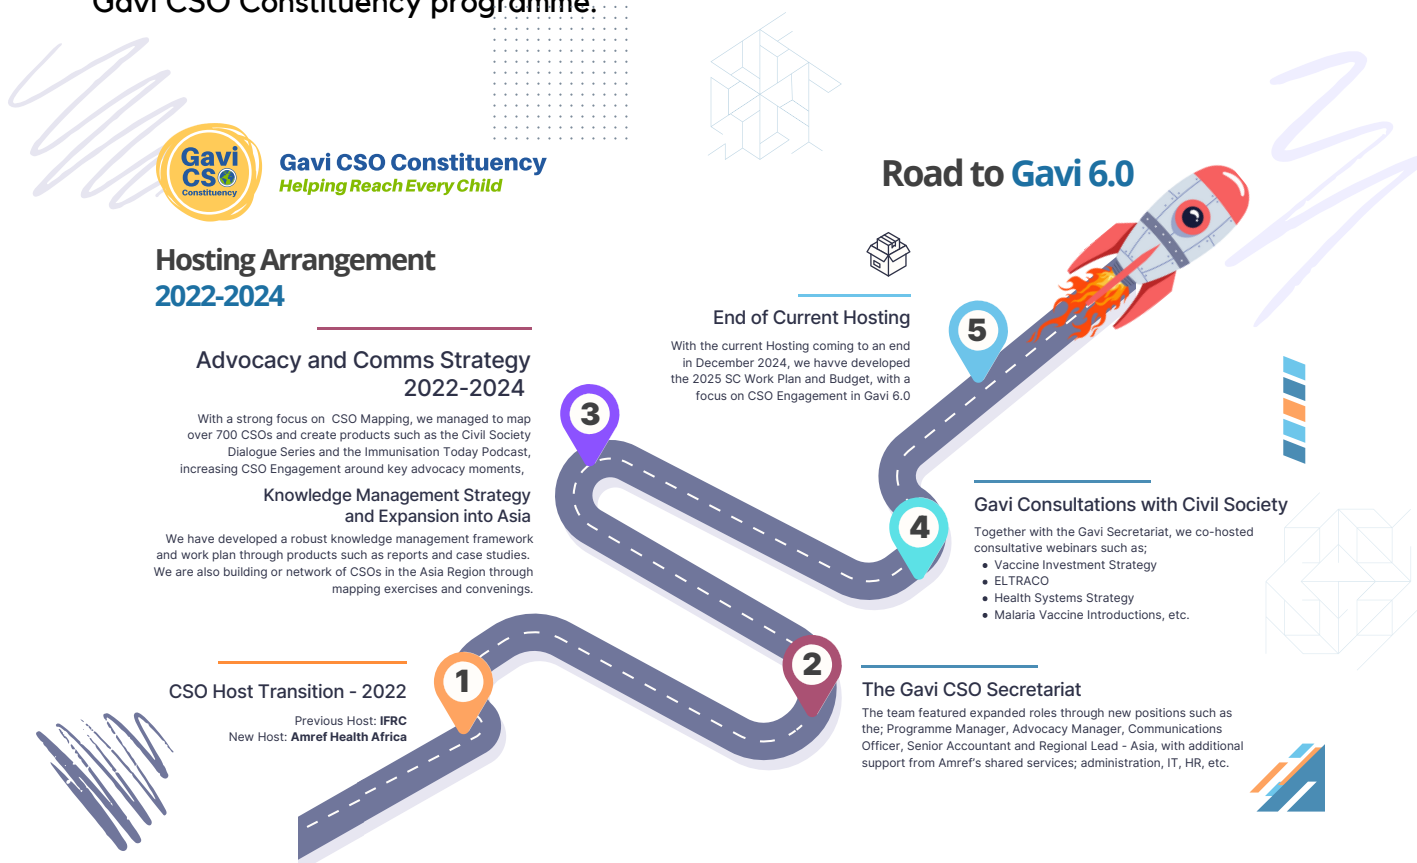 Gavi CSO Constituency programme.
Gavi
CSO
Constituency
Gavi CSO Constituency
Helping Reach Every Child
Hosting Arrangement
2022-2024
Road to Gavi 6.0
Advocacy and Comms Strategy
2022-2024
With a strong focus on  CSO Mapping, we managed to map
over 700 CSOs and create products such as the Civil Society
Dialogue Series and the Immunisation Today Podcast,
increasing CSO Engagement around key advocacy moments,
Knowledge Management Strategy
and Expansion into Asia
We have developed a robust knowledge management framework
and work plan through products such as reports and case studies.
We are also building or network of CSOs in the Asia Region through
mapping exercises and convenings.
3
End of Current Hosting
With the current Hosting coming to an end
in December 2024, we havve developed
the 2025 SC Work Plan and Budget, with a
focus on CSO Engagement in Gavi 6.0
5
4
Gavi Consultations with Civil Society
Together with the Gavi Secretariat, we co-hosted
consultative webinars such as;
• Vaccine Investment Strategy
• ELTRACO
• Health Systems Strategy
• Malaria Vaccine Introductions, etc.
CSO Host Transition - 2022
Previous Host: IFRC
New Host: Amref Health Africa
1
2
The Gavi CSO Secretariat
The team featured expanded roles through new positions such as
the; Programme Manager, Advocacy Manager, Communications
Officer, Senior Accountant and Regional Lead - Asia, with additional
support from Amref's shared services; administration, IT, HR, etc.